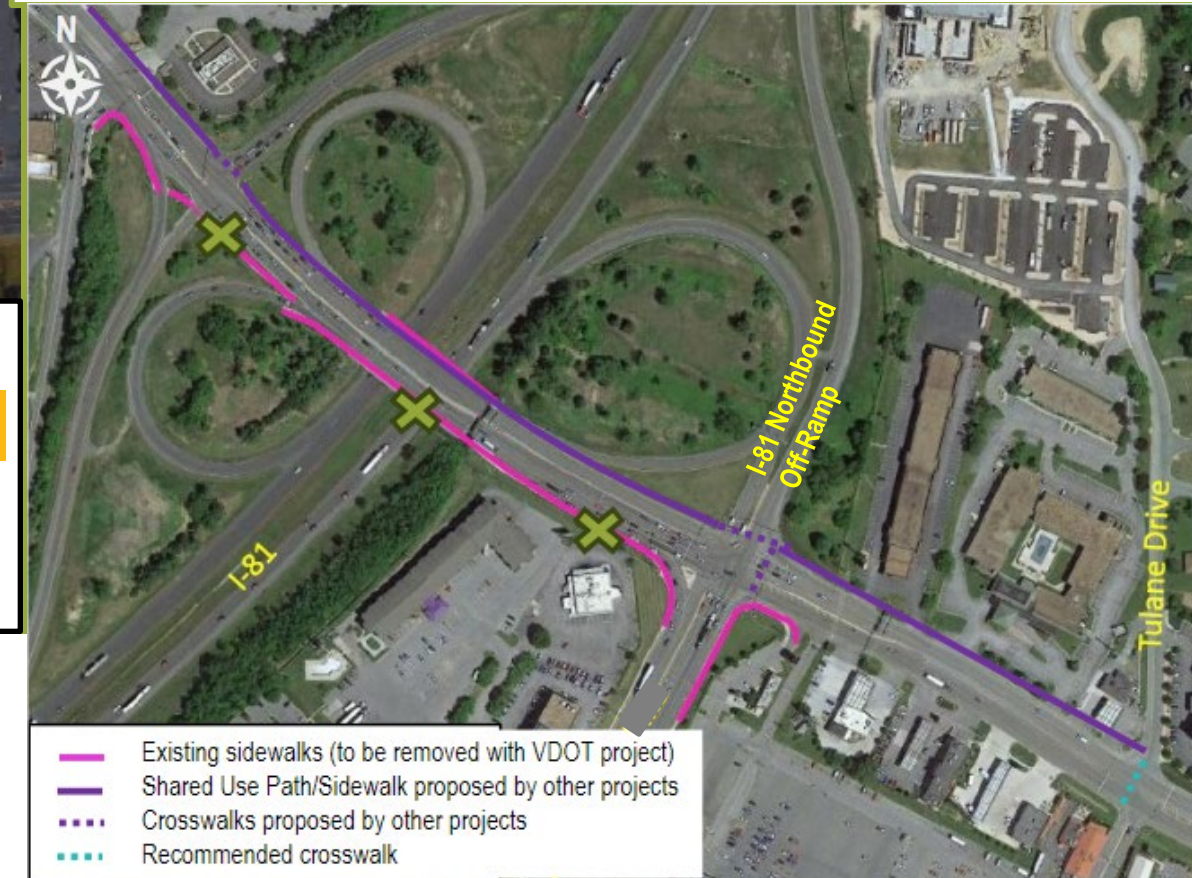 N
I-81 Northbound
Off-Ramp
I-81
Tulane Drive
Existing sidewalks (to be removed with VDOT project)
Shared Use Path/Sidewalk proposed by other projects
Crosswalks proposed by other projects
Recommended crosswalk